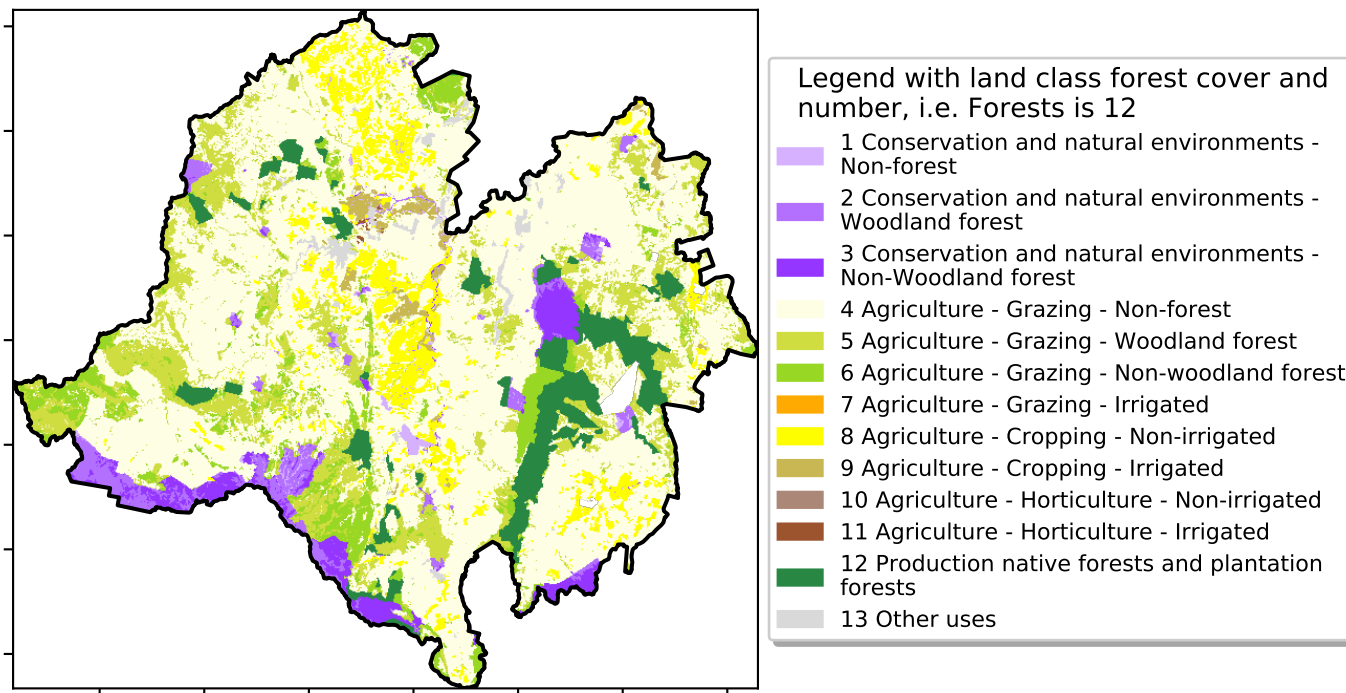 Legend with land class forest cover and
number, i.e. Forests is 12
1 Conservation and natural environments -
Non-forest
2 Conservation and natural environments -
Woodland forest
3 Conservation and natural environments -
Non-Woodland forest
4 Agriculture - Grazing - Non-forest
5 Agriculture - Grazing - Woodland forest
6 Agriculture - Grazing - Non-woodland forest
7 Agriculture - Grazing - Irrigated
8 Agriculture - Cropping - Non-irrigated
9 Agriculture - Cropping - Irrigated
10 Agriculture - Horticulture - Non-irrigated
11 Agriculture - Horticulture - Irrigated
12 Production native forests and plantation
forests
13 Other uses